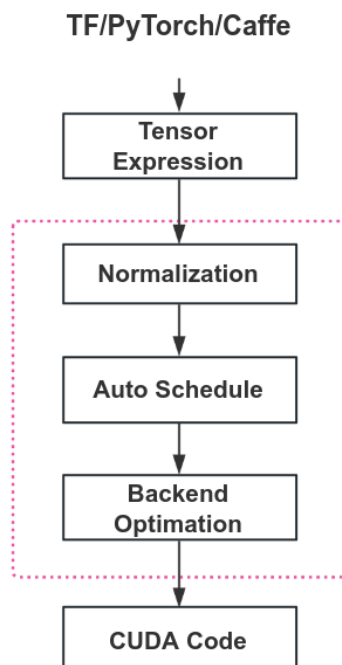 TF/PyTorch/Caffe
Tensor
Expression
Normalization
Auto Schedule
Backend
Optimation
CUDA Code